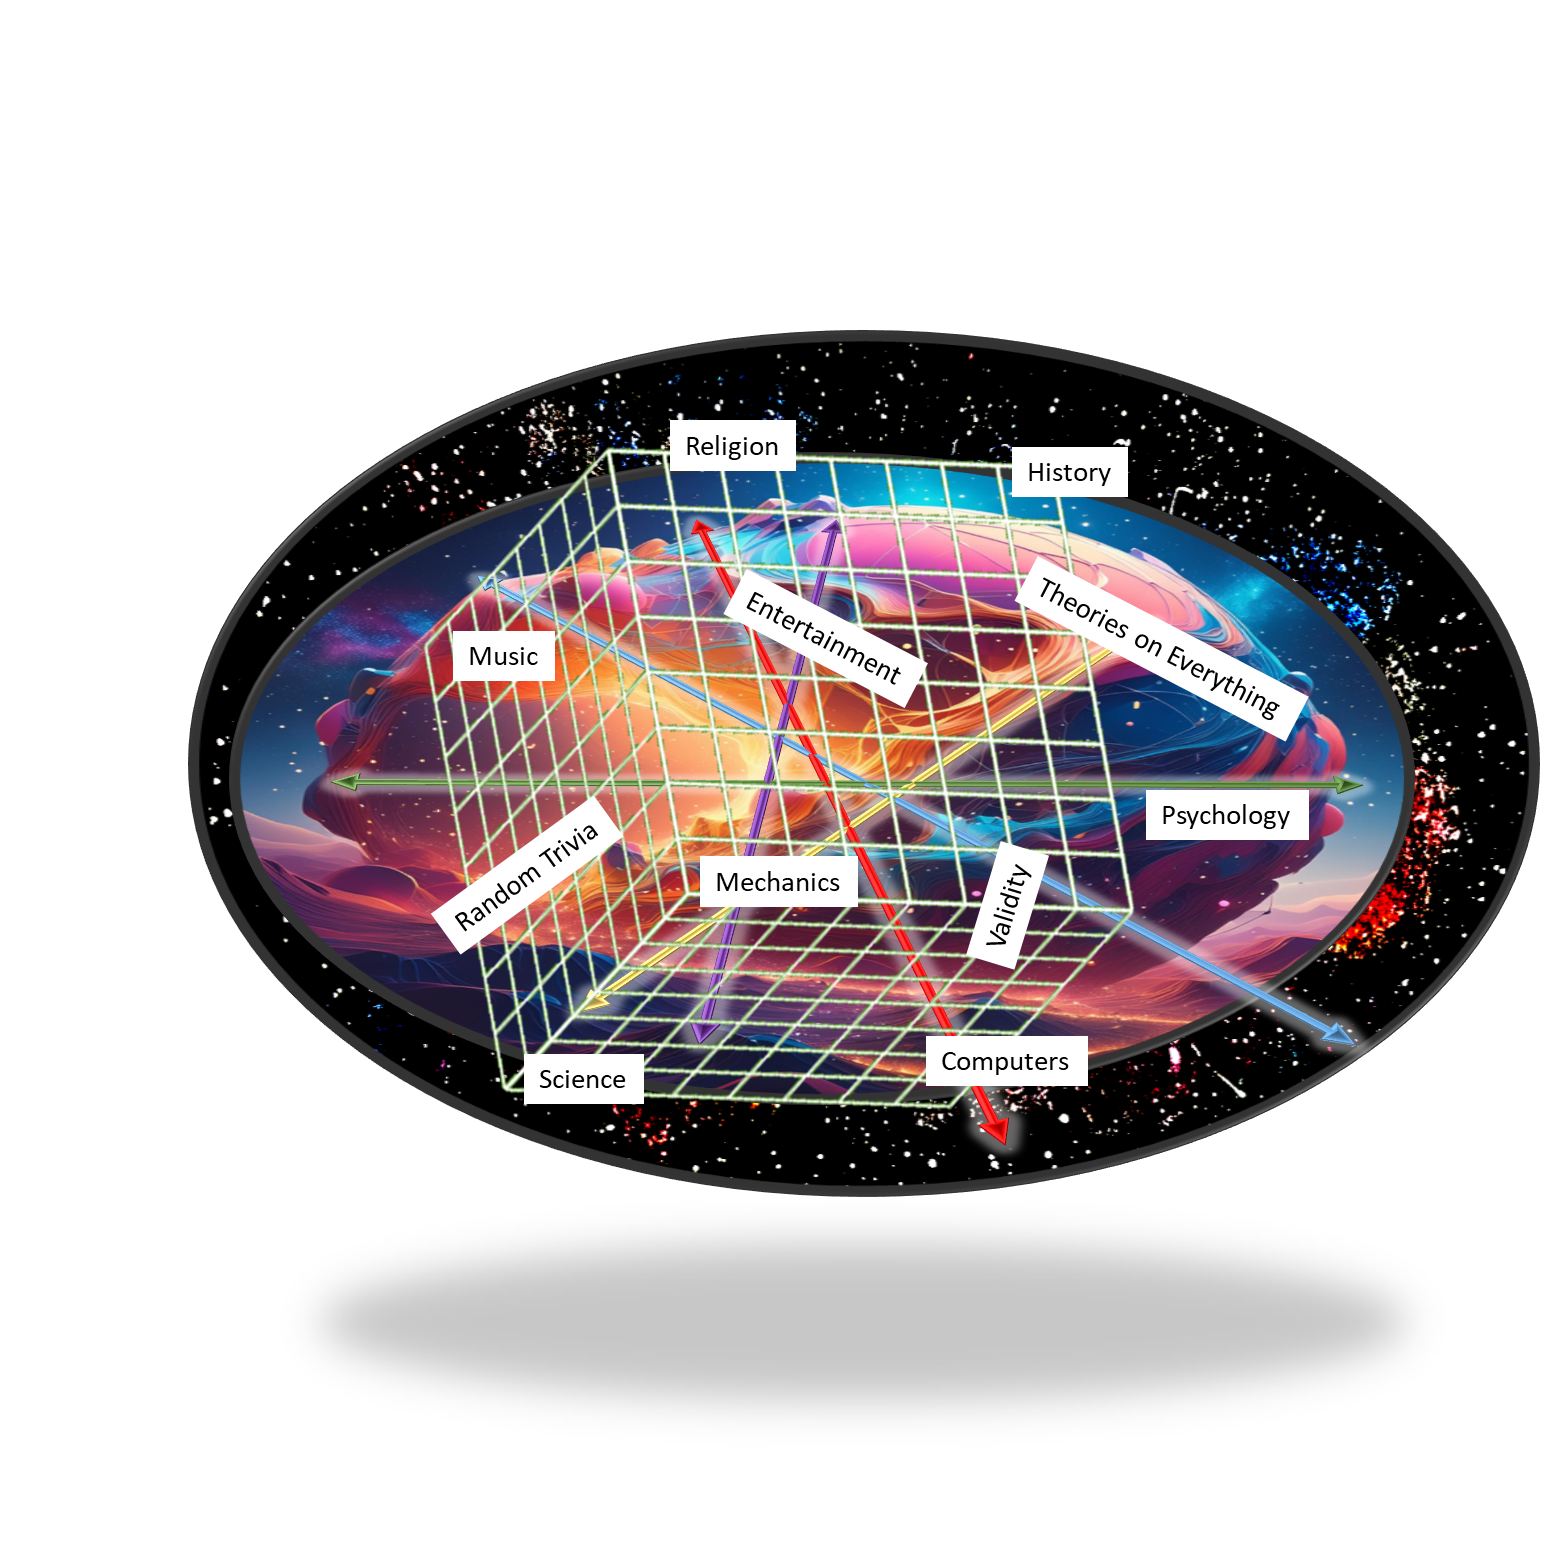 Religion
History
Entertainment
Theories on Everything
Music
Psychology
Random Trivia
Mechanics
Validity
Computers
Science